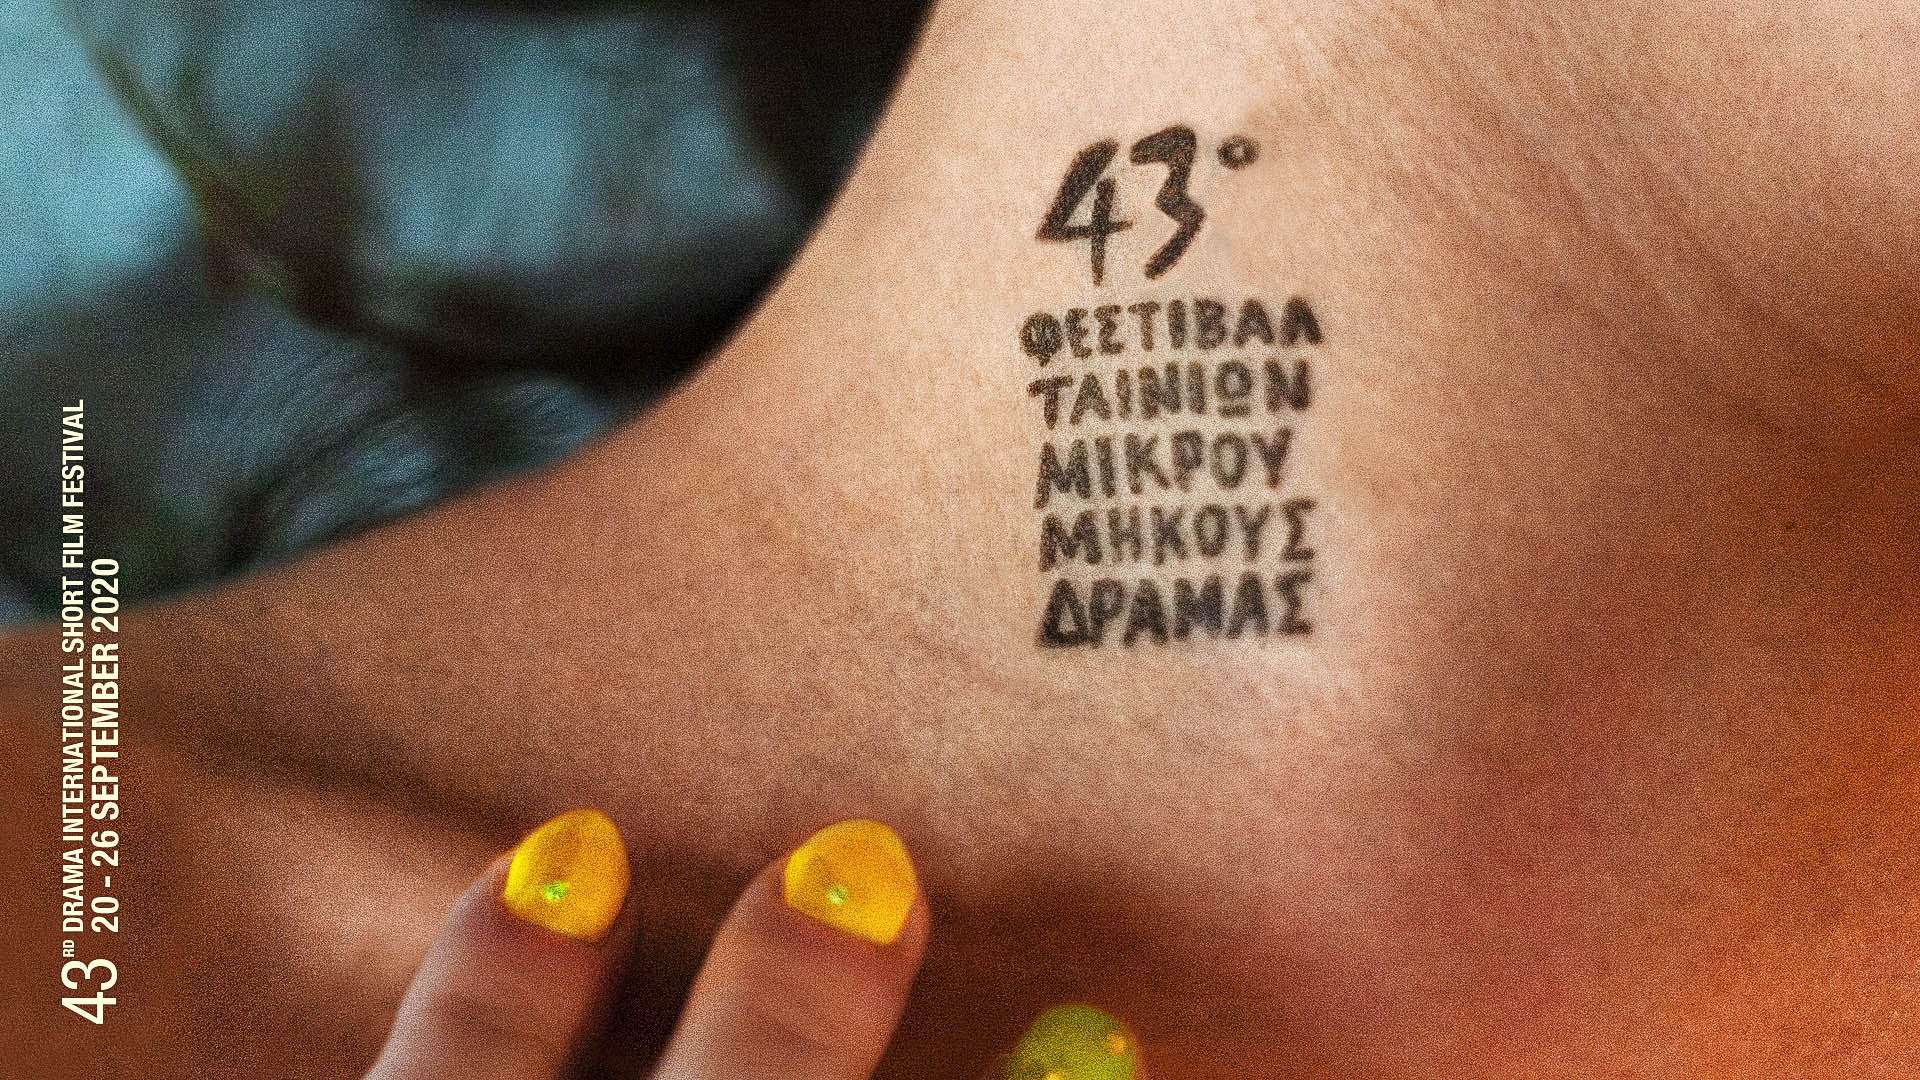 43°
ΦΕΣΤΙΒΑΛ
ΤΑΙΝΙΩΝ
ΜΙΚΡΟΥ
ΜΗΚΟΥΣ
ΔΡΑΜΑΣ
43RD DRAMA INTERNATIONAL SHORT FILM FESTIVAL
20 - 26 SEPTEMBER 2020